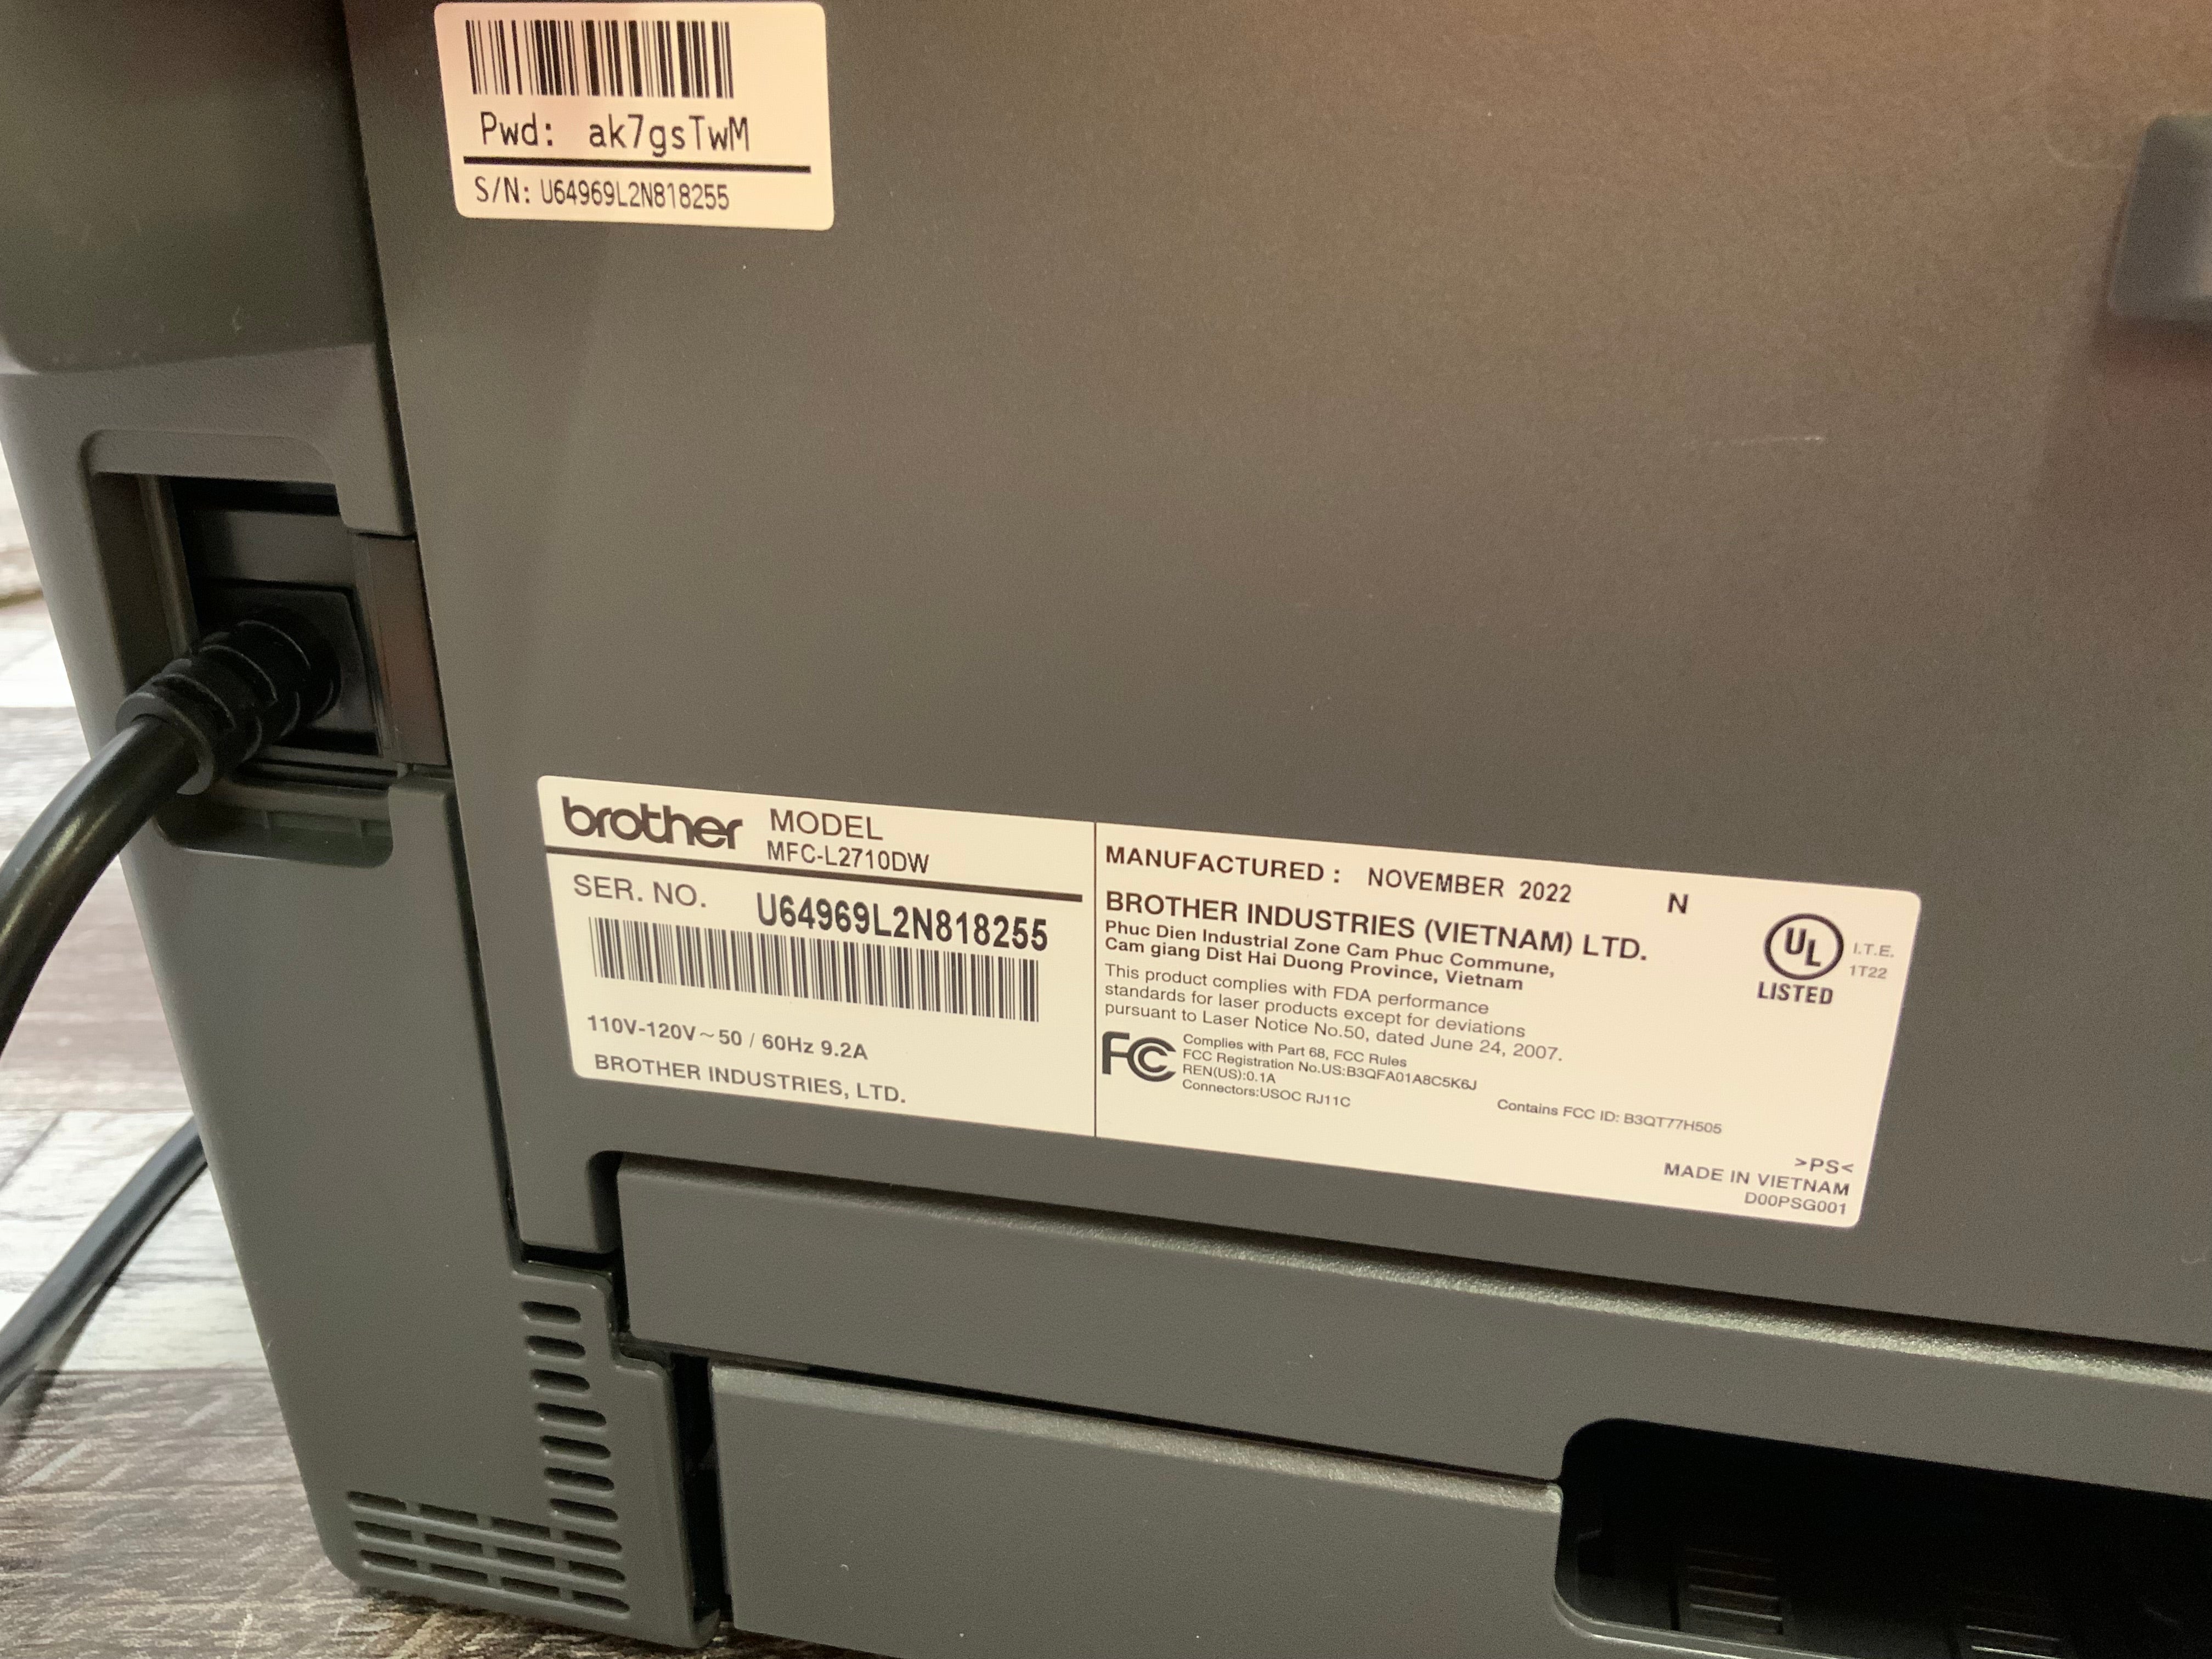 Pwd: ak7gsTwM
S/N: U64969L2N818255
brother
MODEL
MFC-L2710DW
SER. NO. U64969L2N818255
110V-120V~50 / 60Hz 9.2A
BROTHER INDUSTRIES, LTD.
MANUFACTURED : NOVEMBER 2022 N
BROTHER INDUSTRIES (VIETNAM) LTD.
Phuc Dien Industrial Zone Cam Phuc Commune,
Cam giang Dist Hai Duong Province, Vietnam
This product complies with FDA performance
standards for laser products except for deviations
pursuant to Laser Notice No.50, dated June 24, 2007.
FC
Complies with Part 68, FCC Rules
FCC Registration No.US:B3QFA01A8C5K6J
REN(US):0.1A
Connectors:USOC RJ11C
Contains FCC ID: B3QT77H505
UL
LISTED
I.T.E.
1T22
>PS<
MADE IN VIETNAM
D00PSG001